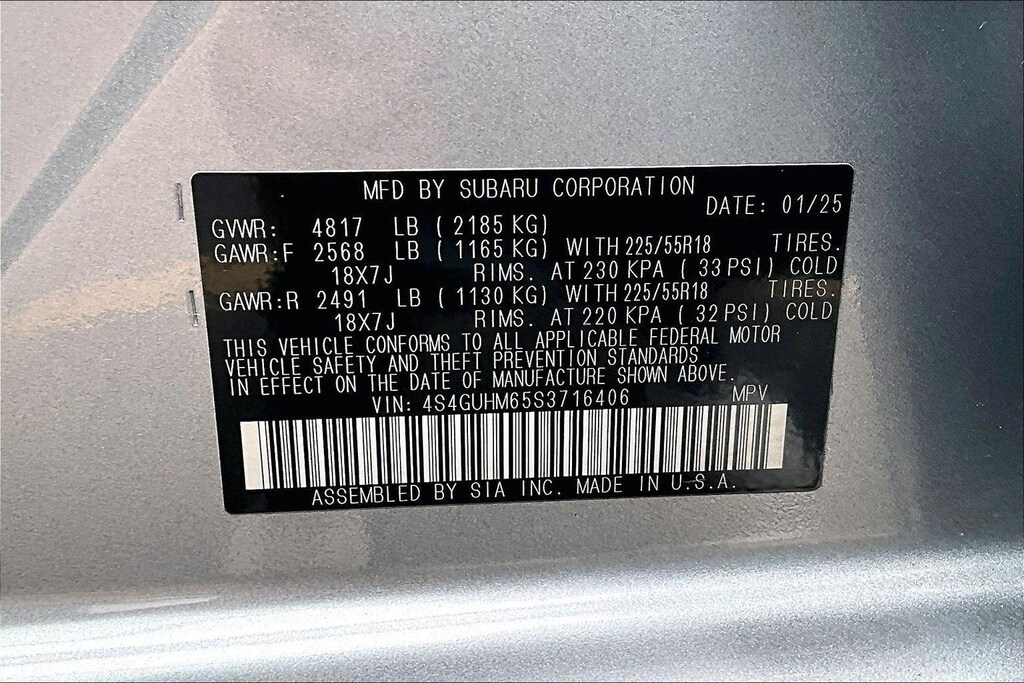 MFD BY SUBARU CORPORATION
DATE: 01/25
GVWR: 4817 LB ( 2185 KG)
GAWR:F 2568 LB ( 1165 KG) WITH 225/55R18 TIRES.
18X7J RIMS. AT 230 KPA ( 33 PSI) COLD
GAWR:R 2491 LB ( 1130 KG) WITH 225/55R18 TIRES.
18X7J RIMS. AT 220 KPA ( 32 PSI) COLD
THIS VEHICLE CONFORMS TO ALL APPLICABLE FEDERAL MOTOR
VEHICLE SAFETY AND THEFT PREVENTION STANDARDS
IN EFFECT ON THE DATE OF MANUFACTURE SHOWN ABOVE.
VIN: 4S4GUHM65S3716406 MPV
ASSEMBLED BY SIA INC. MADE IN U.S.A.